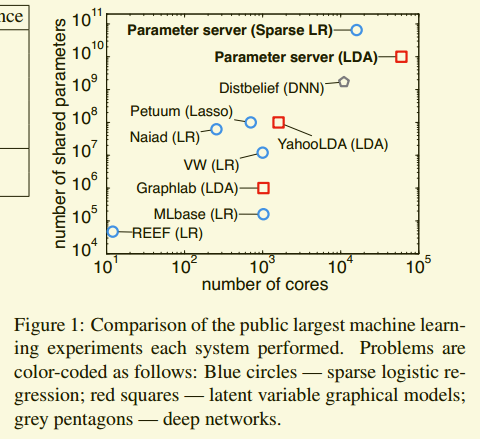 nce
number of shared parameters
10^11
10^10
10^9
10^8
10^7
10^6
10^5
10^4
Parameter server (Sparse LR)
Parameter server (LDA)
Distbelief (DNN)
Petuum (Lasso)
Naiad (LR)
YahooLDA (LDA)
VW (LR)
Graphlab (LDA)
MLbase (LR)
REEF (LR)
10^1 10^2 10^3 10^4 10^5
number of cores
Figure 1: Comparison of the public largest machine learn-
ing experiments each system performed. Problems are
color-coded as follows: Blue circles — sparse logistic re-
gression; red squares — latent variable graphical models;
grey pentagons — deep networks.